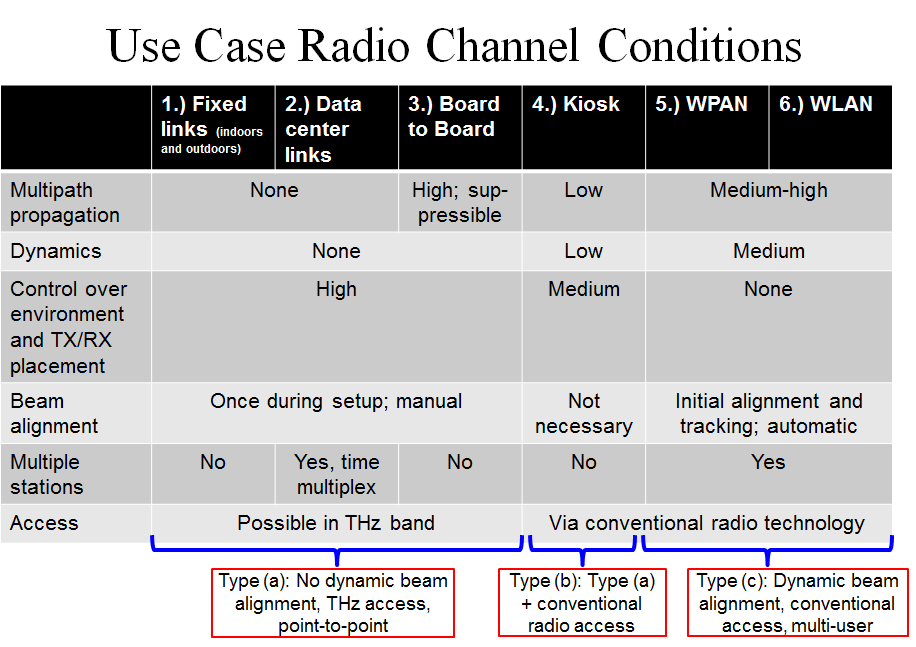 Use Case Radio Channel Conditions
1.) Fixed
links (indoors
and outdoors)
2.) Data
center
links
3.) Board
to Board
4.) Kiosk
5.) WPAN
6.) WLAN
Multipath
propagation
None
High; sup-
pressible
Low
Medium-high
Dynamics
None
Low
Medium
Control over
environment
and TX/RX
placement
High
Medium
None
Beam
alignment
Once during setup; manual
Not
necessary
Initial alignment and
tracking; automatic
Multiple
stations
No
Yes, time
multiplex
No
No
Yes
Access
Possible in THz band
Via conventional radio technology
Type (a): No dynamic beam
alignment, THz access,
point-to-point
Type (b): Type (a)
+ conventional
radio access
Type (c): Dynamic beam
alignment, conventional
access, multi-user